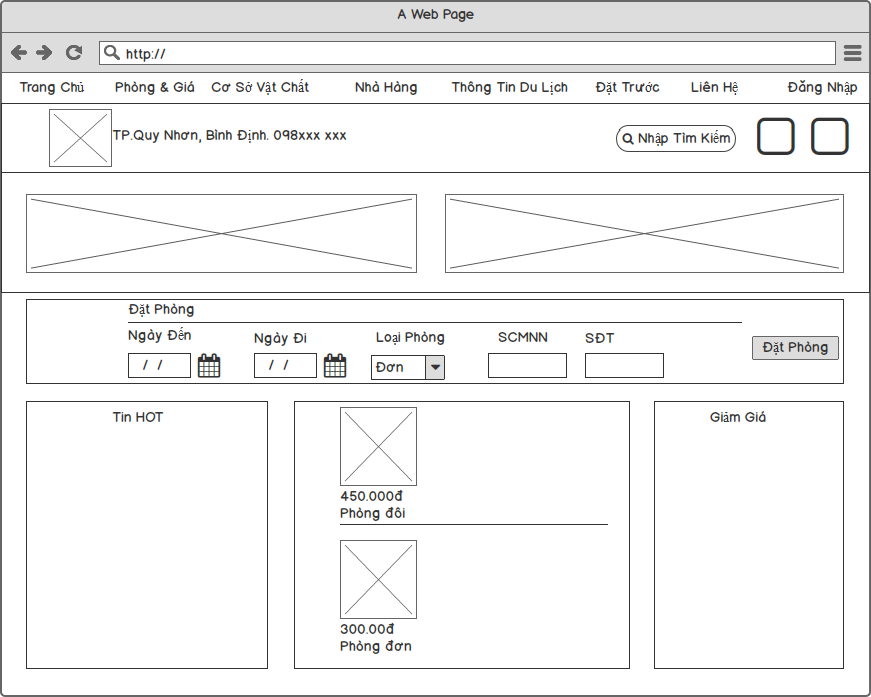 A Web Page
http://
Trang Chủ Phòng & Giá Cơ Sở Vật Chất Nhà Hàng Thông Tin Du Lịch Đặt Trước Liên Hệ Đăng Nhập
TP.Quy Nhơn, Bình Định. 098xxx xxx
Nhập Tìm Kiếm
Đặt Phòng
Ngày Đến Ngày Đi Loại Phòng SCMNN SĐT
/ / / / Đơn
Đặt Phòng
Tin HOT
450.000đ
Phòng đôi
300.00đ
Phòng đơn
Giảm Giá